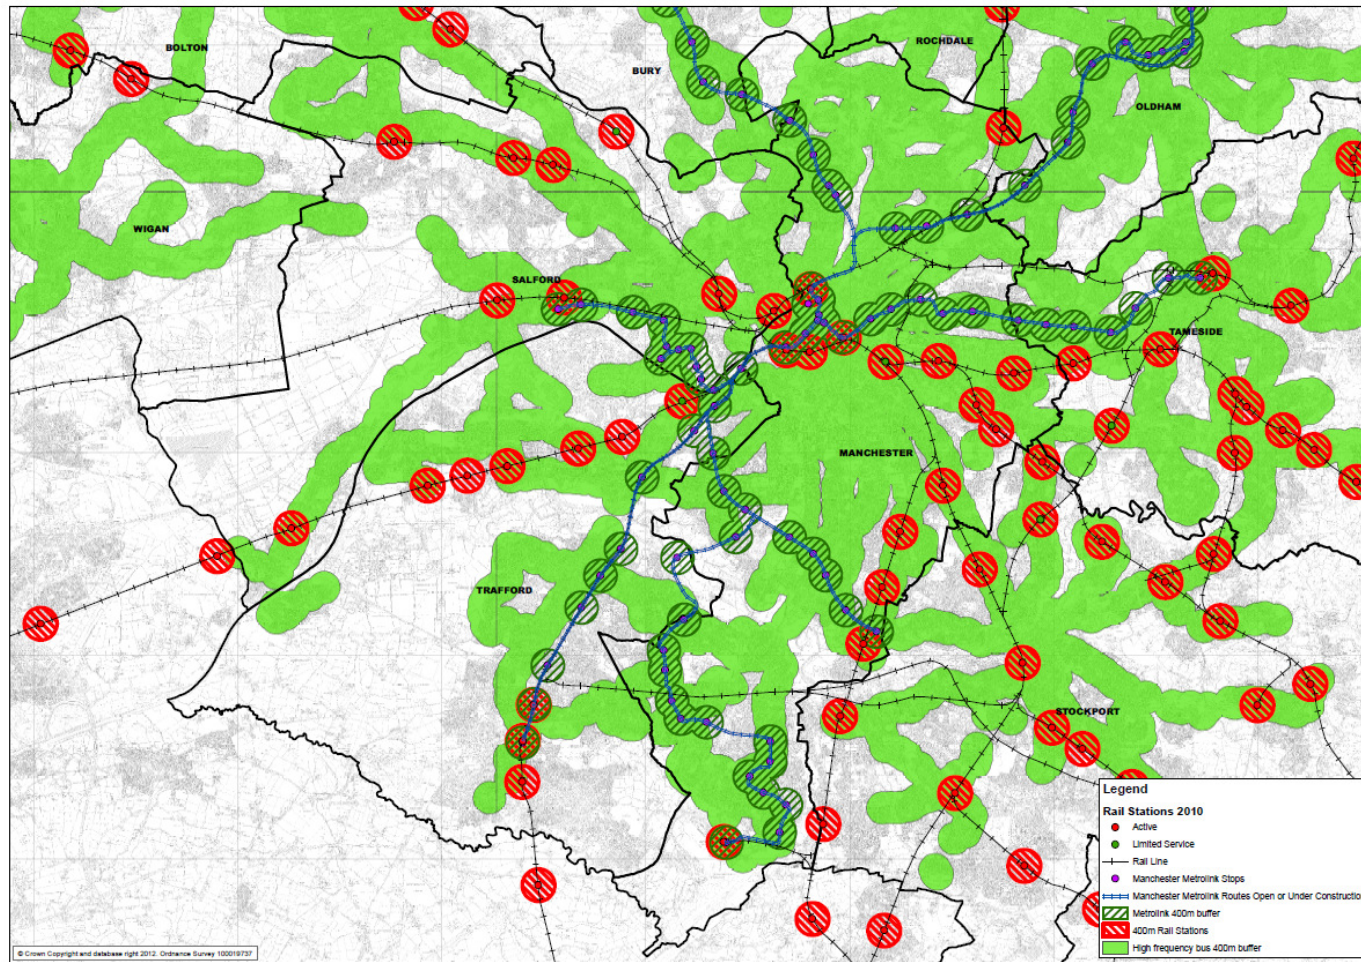 BOLTON
ROCHDALE
BURY
OLDHAM
WIGAN
SALFORD
TAMESIDE
MANCHESTER
TRAFFORD
STOCKPORT
Legend
Rail Stations 2010
Active
Limited Service
Rail Line
Manchester Metrolink Stops
Manchester Metrolink Routes Open or Under Constructio
Metrolink 400m buffer
400m Rail Stations
High frequency bus 400m buffer
© Crown Copyright and database right 2012. Ordnance Survey 100019737